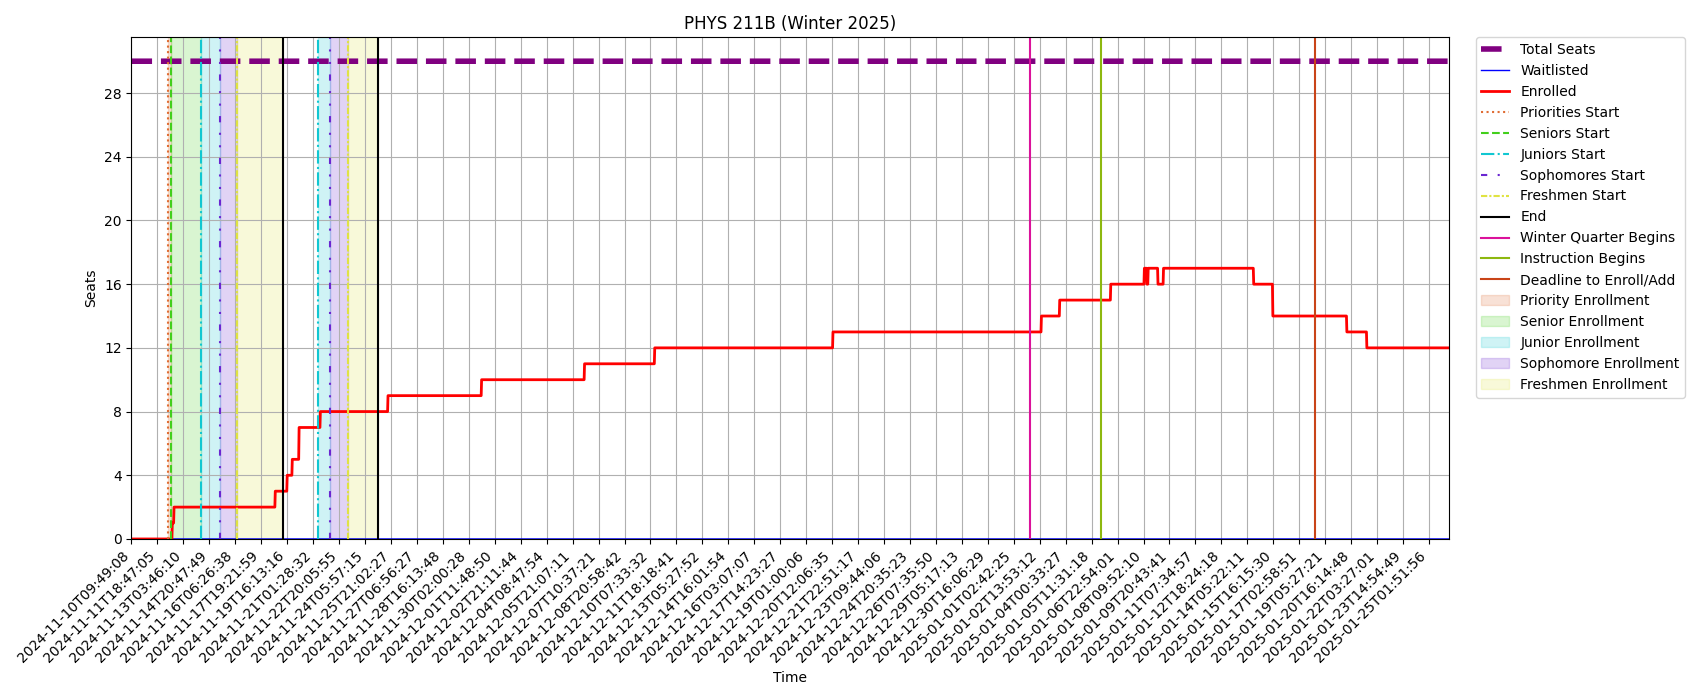 PHYS 211B (Winter 2025)
Seats
28
24
20
16
12
8
4
0
2024-11-10T09:49:08
2024-11-11T18:47:05
2024-11-13T03:46:10
2024-11-14T20:47:49
2024-11-16T06:26:38
2024-11-17T19:21:59
2024-11-19T16:13:16
2024-11-21T01:28:32
2024-11-22T20:05:55
2024-11-24T05:57:15
2024-11-25T21:02:27
2024-11-27T06:56:27
2024-11-28T16:13:48
2024-11-30T02:00:28
2024-12-01T11:48:50
2024-12-02T21:11:44
2024-12-04T08:47:54
2024-12-05T21:07:11
2024-12-07T10:37:21
2024-12-08T20:58:42
2024-12-10T07:33:32
2024-12-11T18:18:41
2024-12-13T05:27:52
2024-12-14T16:01:54
2024-12-16T03:07:07
2024-12-17T14:23:27
2024-12-19T01:00:06
2024-12-20T12:06:35
2024-12-21T22:51:17
2024-12-23T09:44:06
2024-12-24T20:35:23
2024-12-26T07:35:50
2024-12-29T05:17:13
2024-12-30T16:06:29
2025-01-01T02:42:25
2025-01-02T13:53:12
2025-01-04T00:33:27
2025-01-05T11:31:18
2025-01-06T22:54:01
2025-01-08T09:52:10
2025-01-09T20:43:41
2025-01-11T07:34:57
2025-01-12T18:24:18
2025-01-14T05:22:11
2025-01-15T16:15:30
2025-01-17T02:58:51
2025-01-19T05:27:21
2025-01-20T16:14:48
2025-01-22T03:27:01
2025-01-23T14:54:49
2025-01-25T01:51:56
Time
Total Seats
Waitlisted
Enrolled
Priorities Start
Seniors Start
Juniors Start
Sophomores Start
Freshmen Start
End
Winter Quarter Begins
Instruction Begins
Deadline to Enroll/Add
Priority Enrollment
Senior Enrollment
Junior Enrollment
Sophomore Enrollment
Freshmen Enrollment